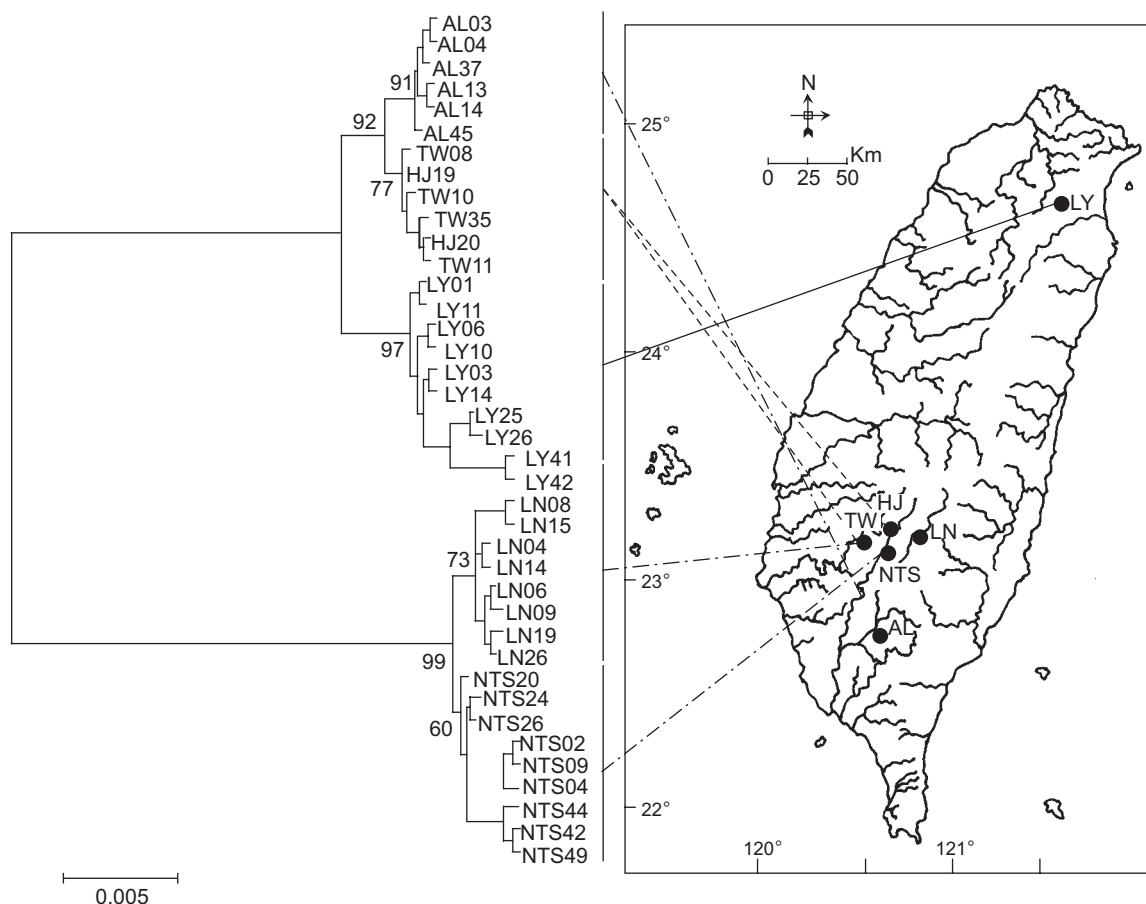 AL03
AL04
AL37
91
AL13
AL14
92
AL45
TW08
77
HJ19
TW10
TW35
HJ20
TW11
LY01
LY11
LY06
97
LY10
LY03
LY14
LY25
LY26
LY41
LY42
LN08
LN15
LN04
73
LN14
LN06
LN09
LN19
99
LN26
NTS20
NTS24
60
NTS26
NTS02
NTS09
NTS04
NTS44
NTS42
NTS49
0.005
N
Km
0 25 50
25°
24°
23°
22°
120° 121°
LY
HJ
TW
LN
NTS
AL